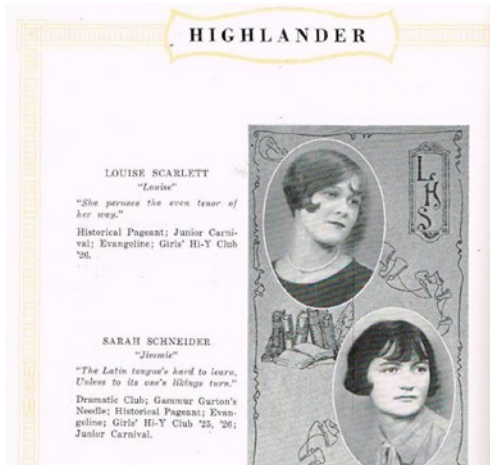 HIGHLANDER
LOUISE SCARLETT
"Louise"
"She peruses the even tenor of
her way."
Historical Pageant; Junior Carni-
val; Evangeline; Girls' Hi-Y Club
'26.
SARAH SCHNEIDER
"Jimmie"
"The Latin tongue's hard to learn,
Unless to its one's likings turn."
Dramatic Club; Gammur Gurton's
Needle; Historical Pageant; Evan-
geline; Girls' Hi-Y Club '25, '26;
Junior Carnival.
L
H
S